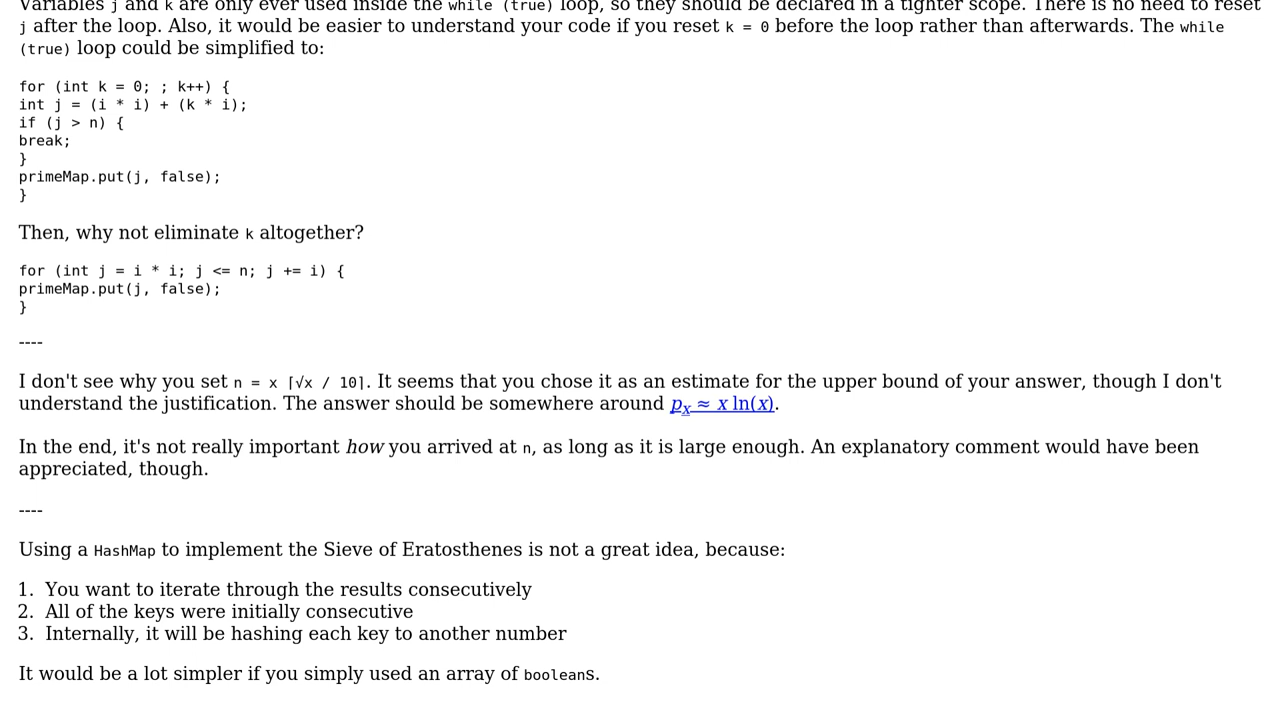 Variables j and k are only ever used inside the while (true) loop, so they should be declared in a tighter scope. There is no need to reset
j after the loop. Also, it would be easier to understand your code if you reset k = 0 before the loop rather than afterwards. The while
(true) loop could be simplified to:
for (int k = 0; ; k++) {
int j = (i * i) + (k * i);
if (j > n) {
break;
}
primeMap.put(j, false);
}
Then, why not eliminate k altogether?
for (int j = i * i; j <= n; j += i) {
primeMap.put(j, false);
}
----
I don't see why you set n = x ⌈√x / 10⌉. It seems that you chose it as an estimate for the upper bound of your answer, though I don't
understand the justification. The answer should be somewhere around pₓ ≈ x ln(x).
In the end, it's not really important how you arrived at n, as long as it is large enough. An explanatory comment would have been
appreciated, though.
----
Using a HashMap to implement the Sieve of Eratosthenes is not a great idea, because:
1. You want to iterate through the results consecutively
2. All of the keys were initially consecutive
3. Internally, it will be hashing each key to another number
It would be a lot simpler if you simply used an array of booleans.